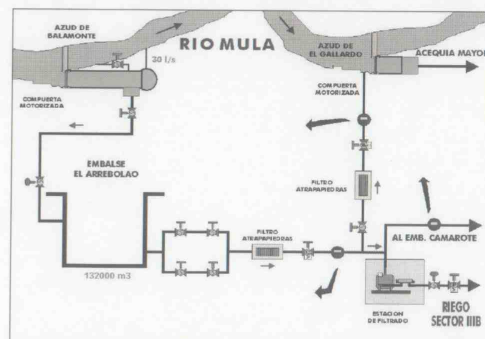 AZUD DE
BALAMONTE
RIO MULA
AZUD DE
EL GALLARDO
ACEQUIA MAYOR
20 l/s
COMPUERTA
MOTORIZADA
COMPUERTA
MOTORIZADA
EMBALSE
EL ARREBOLAO
FILTRO
ATRAPAPIEDRAS
FILTRO
ATRAPAPIEDRAS
AL EMB. CAMAROTE
132000 m3
ESTACION
DE FILTRADO
RIEGO
SECTOR IIIB